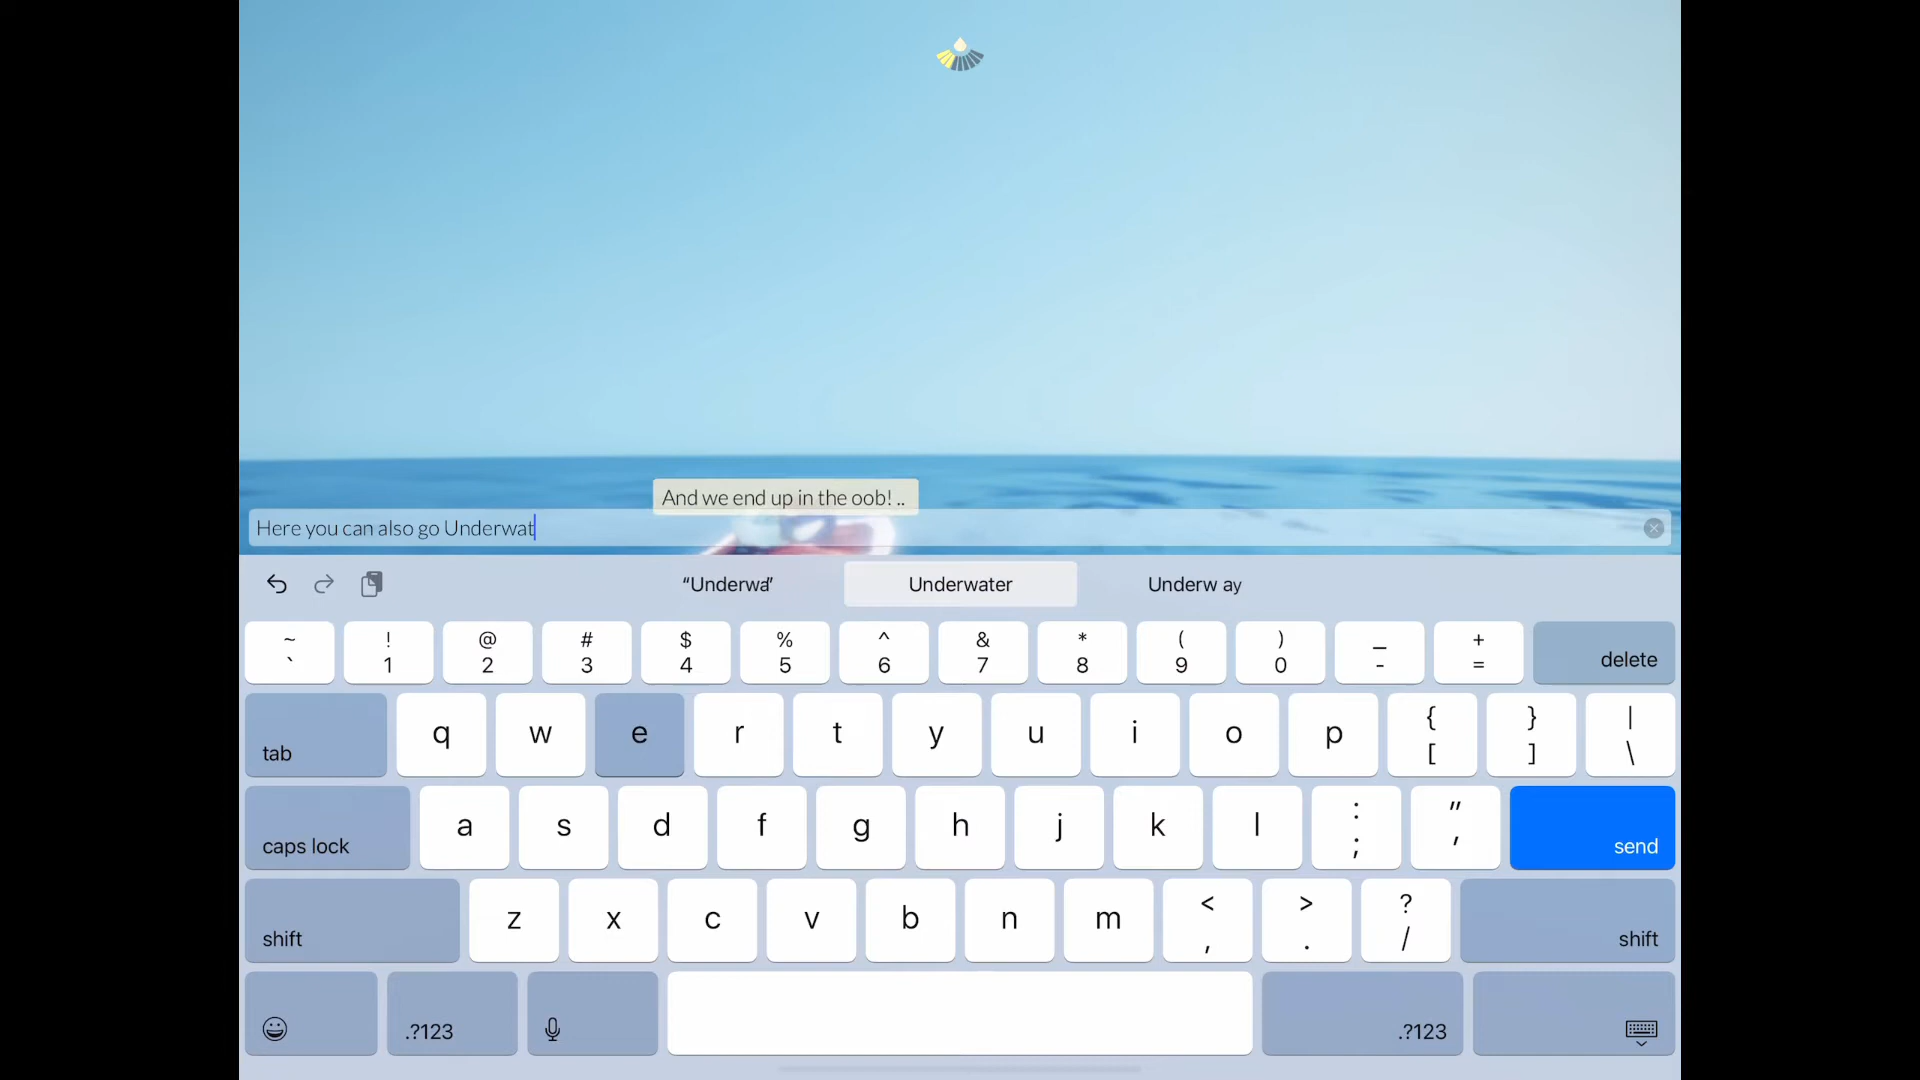 And we end up in the oob! ..
Here you can also go Underwat
“Underwa” Underwater Underw ay
~ ! @ # $ % ^ & * ( ) _ +
` 1 2 3 4 5 6 7 8 9 0 - = delete
tab q w e r t y u i o p { [ } ] | \
caps lock a s d f g h j k l : ; " ' send
shift z x c v b n m < , > . ? / shift
.?123 .?123